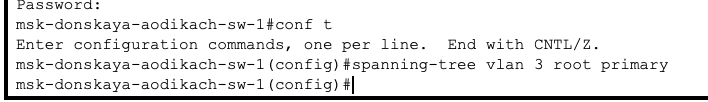 Password:
msk-donskaya-aodikach-sw-1#conf t
Enter configuration commands, one per line.  End with CNTL/Z.
msk-donskaya-aodikach-sw-1(config)#spanning-tree vlan 3 root primary
msk-donskaya-aodikach-sw-1(config)#